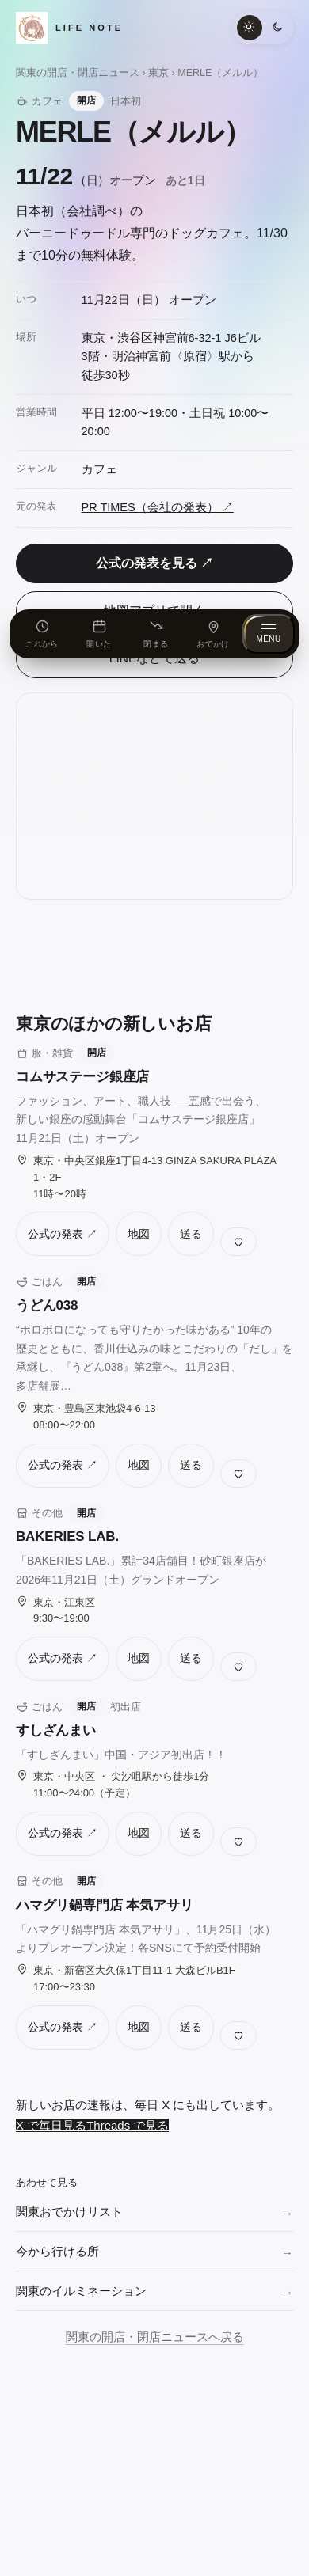 LIFE NOTE
関東の開店・閉店ニュース › 東京 › MERLE（メルル）
カフェ 開店 日本初
MERLE（メルル）
11/22（日）オープン あと1日
日本初（会社調べ）の
バーニードゥードル専門のドッグカフェ。11/30
まで10分の無料体験。
いつ 11月22日（日） オープン
場所 東京・渋谷区神宮前6-32-1 J6ビル
3階・明治神宮前〈原宿〉駅から
徒歩30秒
営業時間 平日 12:00〜19:00・土日祝 10:00〜
20:00
ジャンル カフェ
元の発表 PR TIMES（会社の発表） ↗
公式の発表を見る ↗
地図アプリで開く
これから 開いた 閉まる おでかけ MENU
LINEなどで送る
東京のほかの新しいお店
服・雑貨 開店
コムサステージ銀座店
ファッション、アート、職人技 — 五感で出会う、
新しい銀座の感動舞台「コムサステージ銀座店」
11月21日（土）オープン
東京・中央区銀座1丁目4-13 GINZA SAKURA PLAZA
1・2F
11時〜20時
公式の発表 ↗ 地図 送る
ごはん 開店
うどん038
“ボロボロになっても守りたかった味がある” 10年の
歴史とともに、香川仕込みの味とこだわりの「だし」を
承継し、『うどん038』第2章へ。11月23日、
多店舗展…
東京・豊島区東池袋4-6-13
08:00〜22:00
公式の発表 ↗ 地図 送る
その他 開店
BAKERIES LAB.
「BAKERIES LAB.」累計34店舗目！砂町銀座店が
2026年11月21日（土）グランドオープン
東京・江東区
9:30〜19:00
公式の発表 ↗ 地図 送る
ごはん 開店 初出店
すしざんまい
「すしざんまい」中国・アジア初出店！！
東京・中央区 ・ 尖沙咀駅から徒歩1分
11:00〜24:00（予定）
公式の発表 ↗ 地図 送る
その他 開店
ハマグリ鍋専門店 本気アサリ
「ハマグリ鍋専門店 本気アサリ」、11月25日（水）
よりプレオープン決定！各SNSにて予約受付開始
東京・新宿区大久保1丁目11-1 大森ビルB1F
17:00〜23:30
公式の発表 ↗ 地図 送る
新しいお店の速報は、毎日 X にも出しています。
X で毎日見るThreads で見る
あわせて見る
関東おでかけリスト →
今から行ける所 →
関東のイルミネーション →
関東の開店・閉店ニュースへ戻る